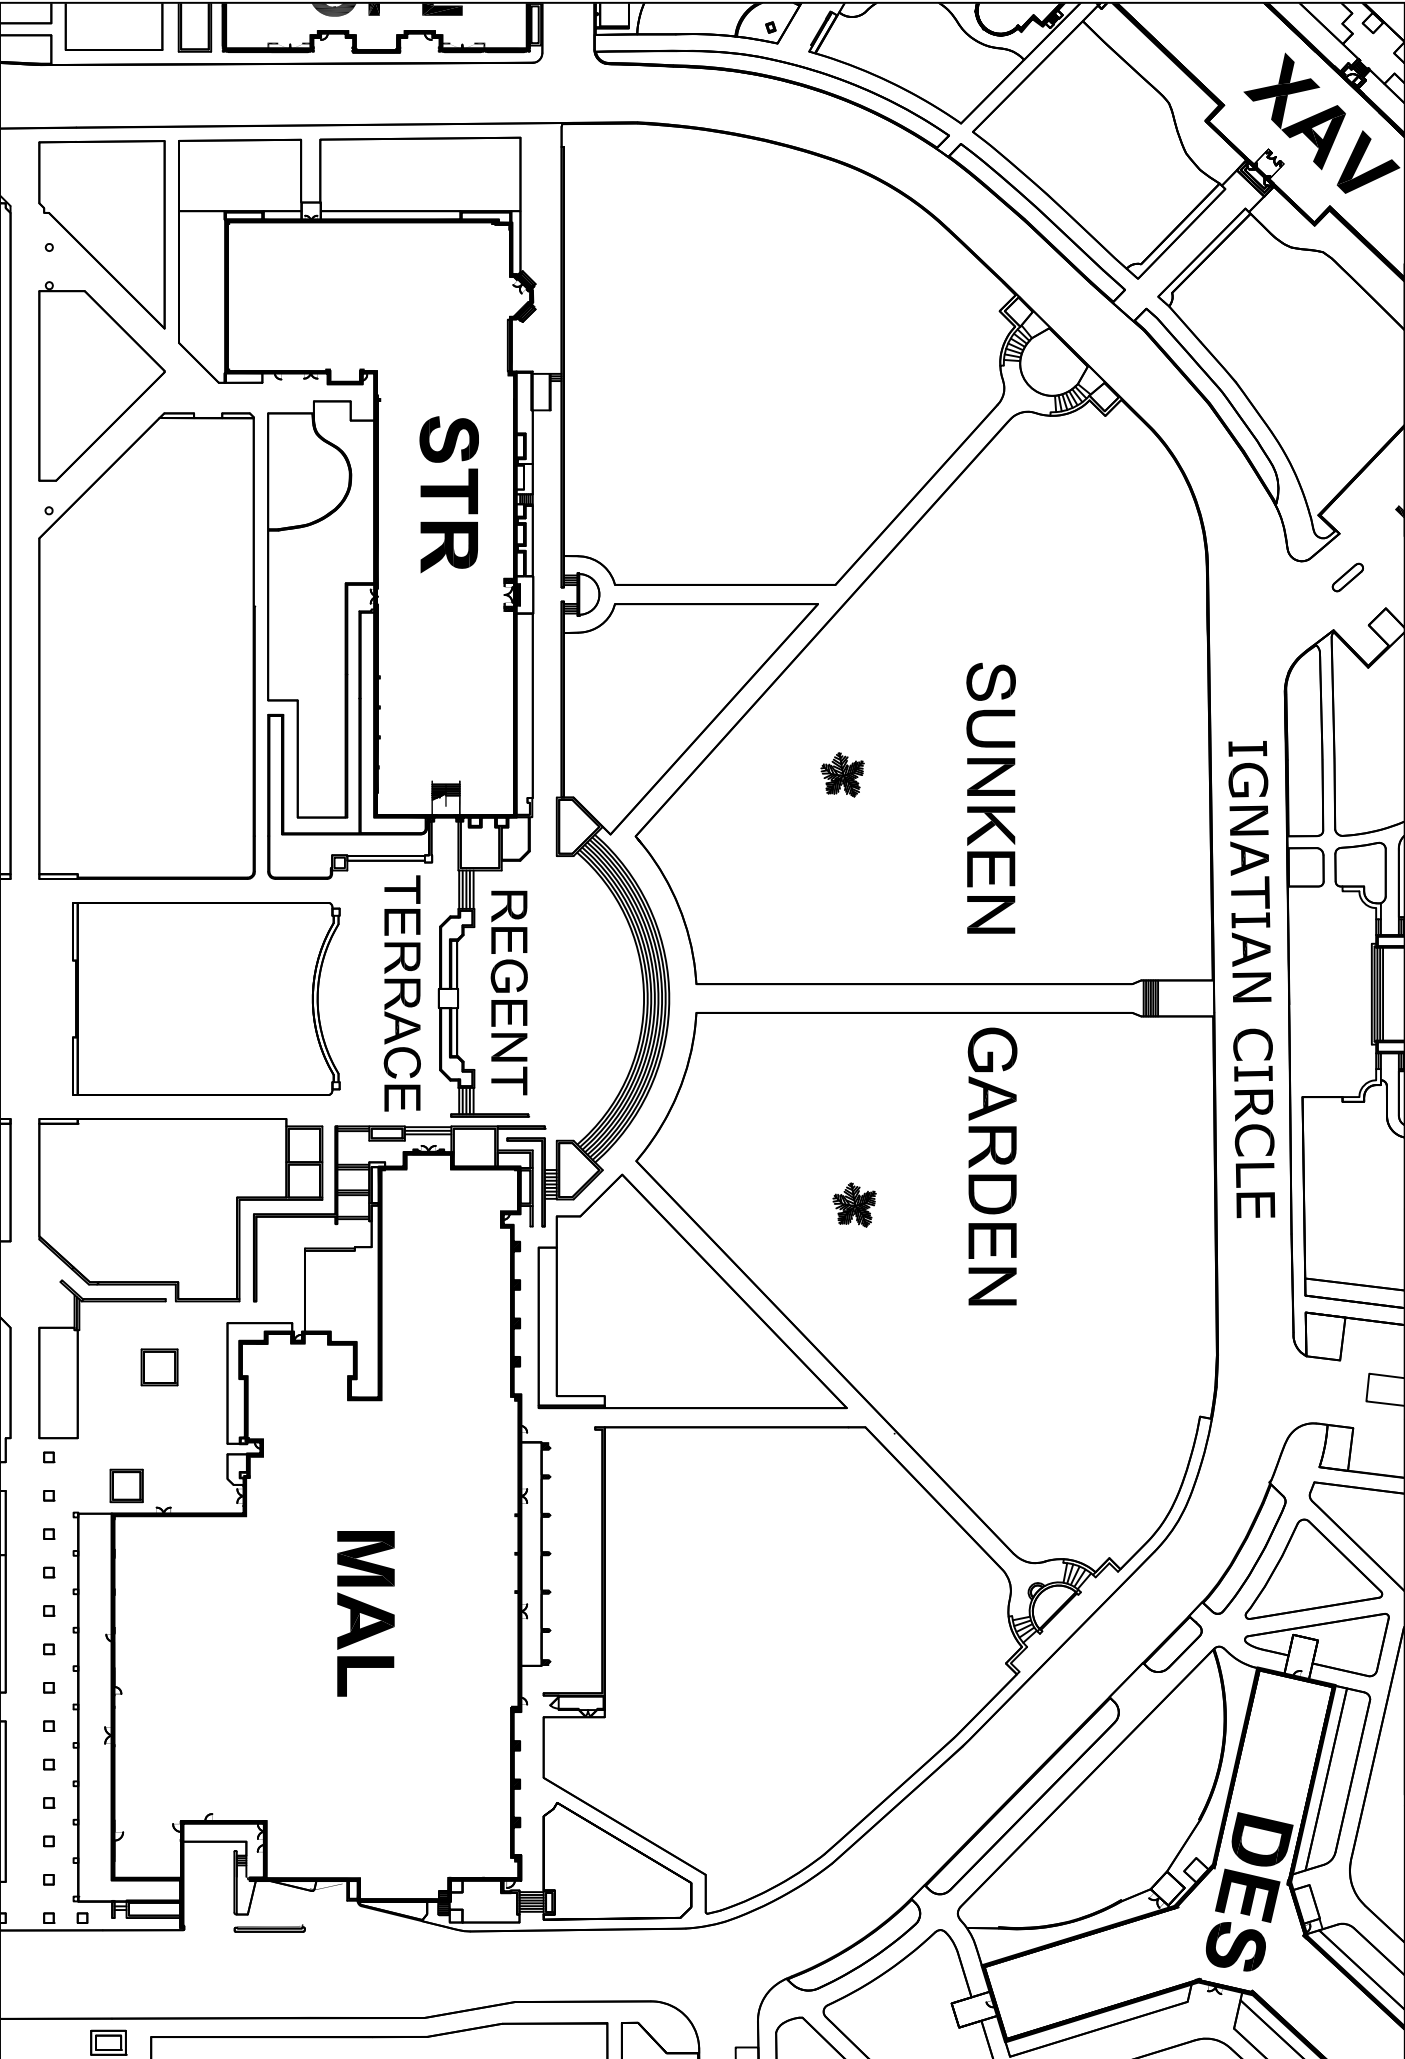 XAV
STR
SUNKEN GARDEN
IGNATIAN CIRCLE
REGENT
TERRACE
MAL
DES